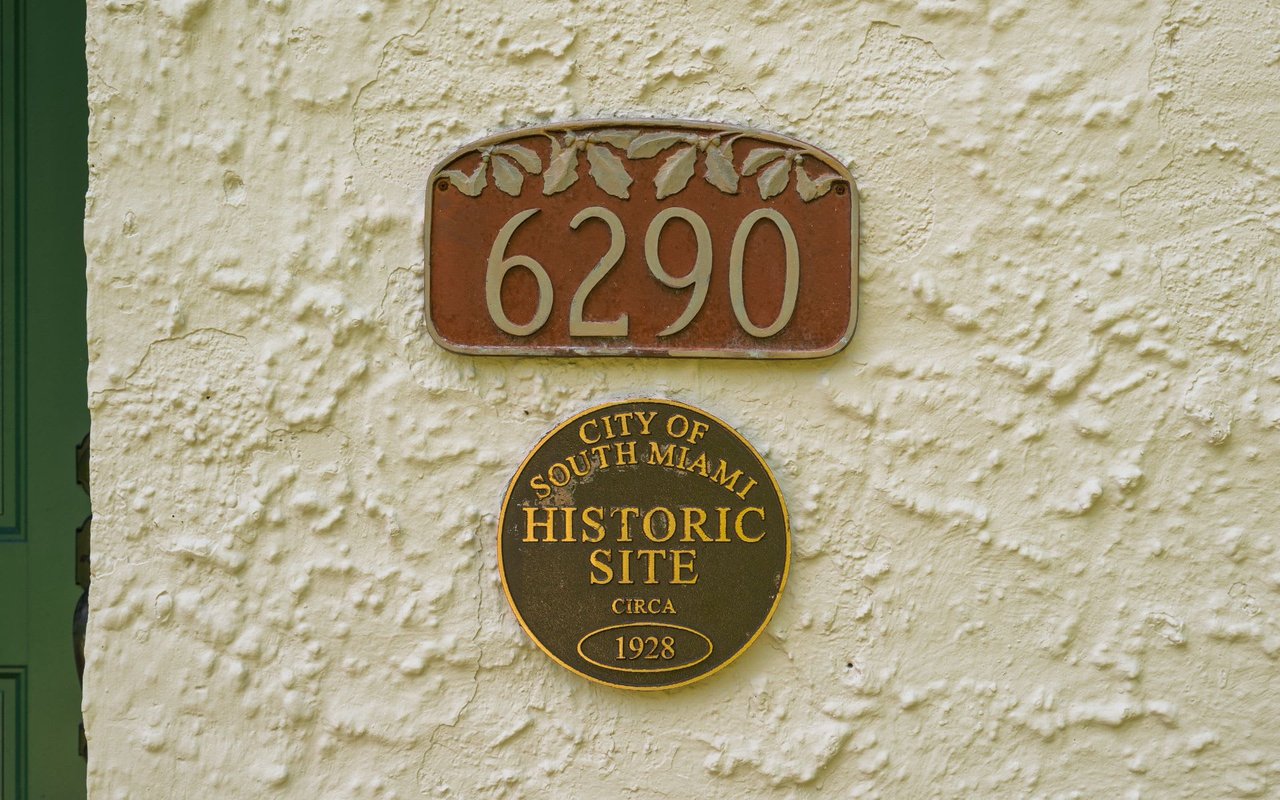 6290
CITY OF
SOUTH MIAMI
HISTORIC
SITE
CIRCA
1928